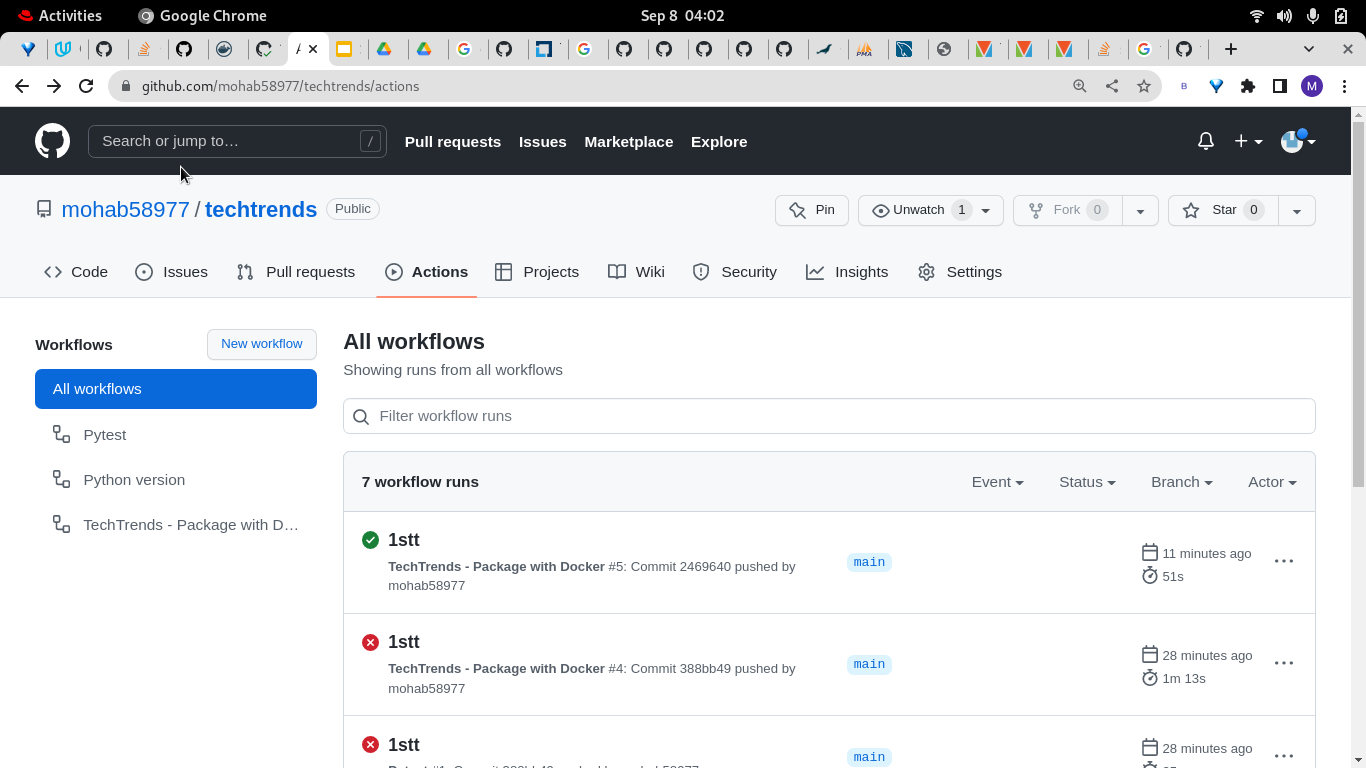 Activities Google Chrome Sep 8 04:02
github.com/mohab58977/techtrends/actions B M
Search or jump to… / Pull requests Issues Marketplace Explore
mohab58977 / techtrends Public Pin Unwatch 1 Fork 0 Star 0
Code Issues Pull requests Actions Projects Wiki Security Insights Settings
Workflows New workflow
All workflows
Pytest
Python version
TechTrends - Package with D…
All workflows
Showing runs from all workflows
Filter workflow runs
7 workflow runs Event Status Branch Actor
1stt
TechTrends - Package with Docker #5: Commit 2469640 pushed by
mohab58977
main
11 minutes ago
51s
1stt
TechTrends - Package with Docker #4: Commit 388bb49 pushed by
mohab58977
main
28 minutes ago
1m 13s
1stt
main
28 minutes ago